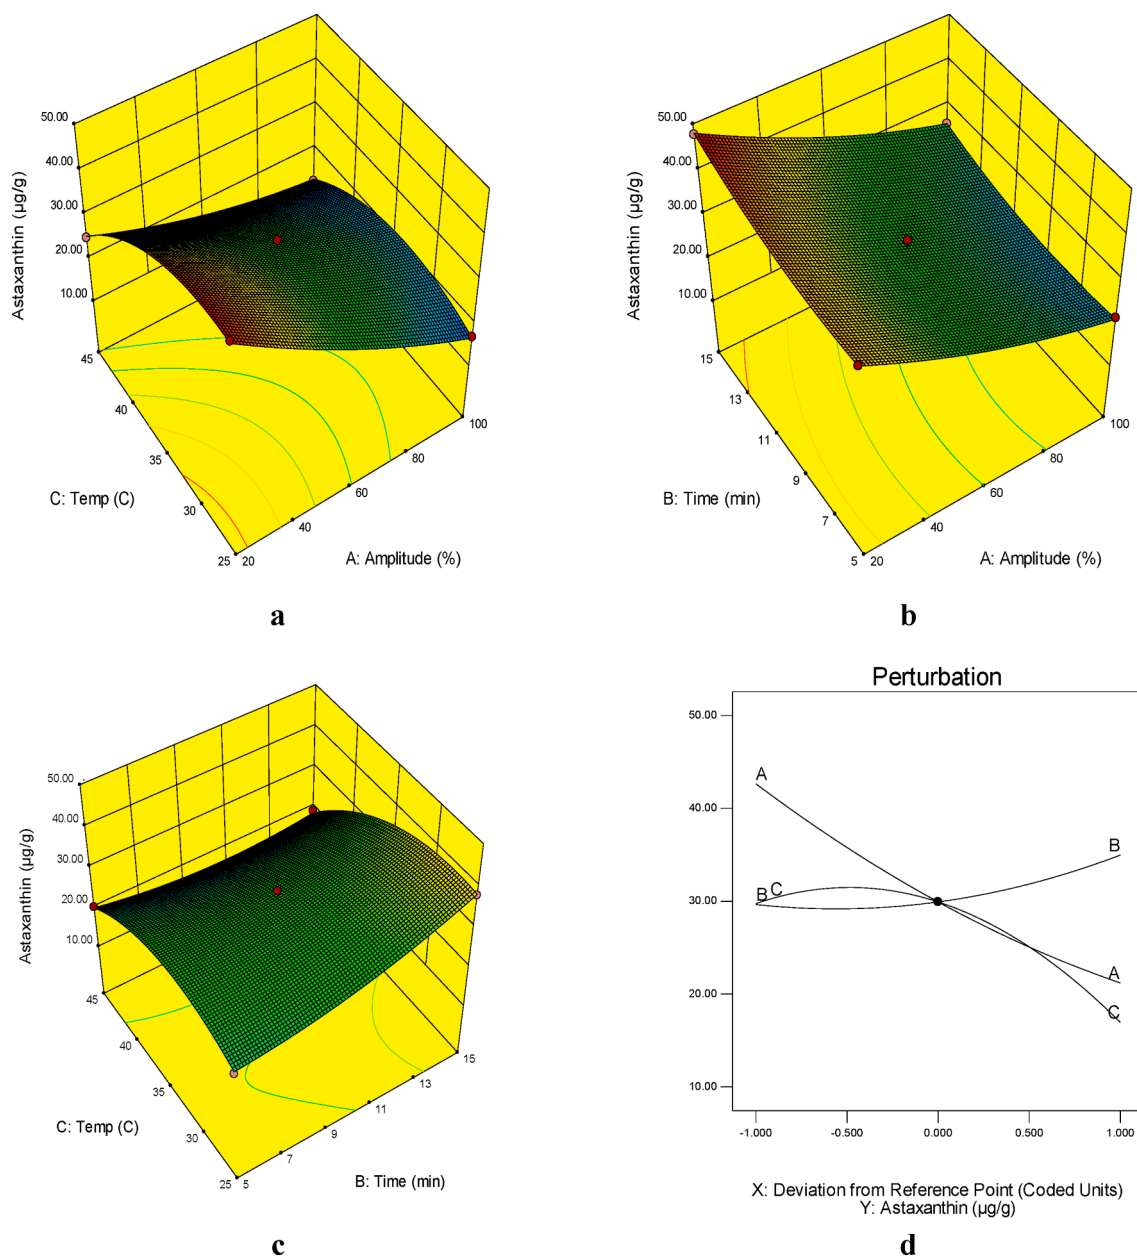 50.00
40.00
30.00
20.00
10.00
Astaxanthin (µg/g)
45
40
35
30
25
20
40
60
80
100
C: Temp (C)
A: Amplitude (%)
a
50.00
40.00
30.00
20.00
10.00
Astaxanthin (µg/g)
15
13
11
9
7
5
20
40
60
80
100
B: Time (min)
A: Amplitude (%)
b
50.00
40.00
30.00
20.00
10.00
Astaxanthin (µg/g)
45
40
35
30
25
5
7
9
11
13
15
C: Temp (C)
B: Time (min)
c
Perturbation
50.00
40.00
30.00
20.00
10.00
A
B
B
C
A
C
-1.000
-0.500
0.000
0.500
1.000
X: Deviation from Reference Point (Coded Units)
Y: Astaxanthin (µg/g)
d